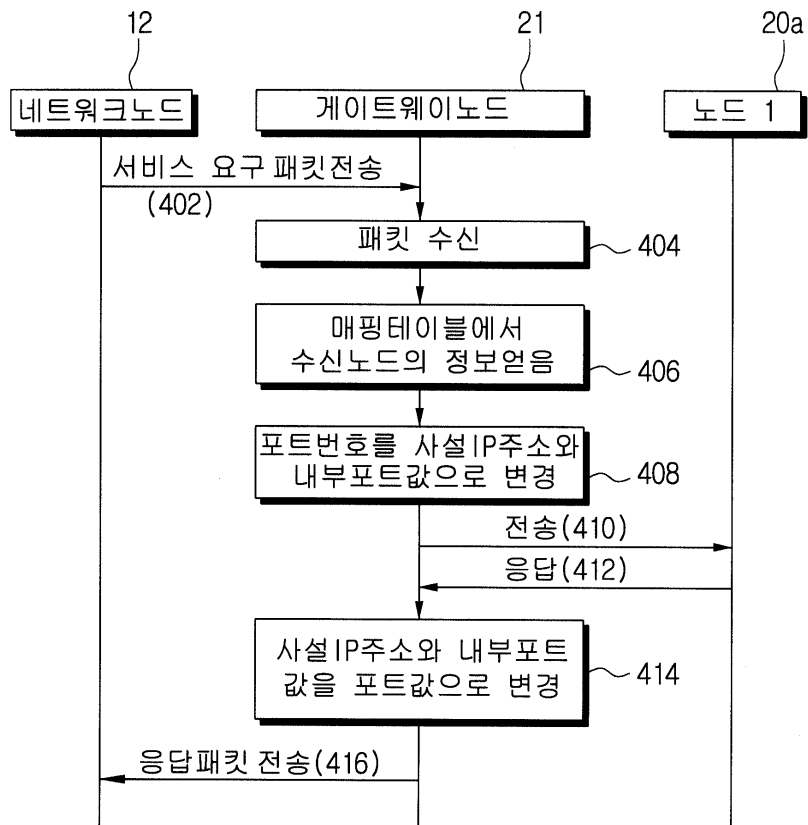 12
21
20a
네트워크노드
게이트웨이노드
노드 1
서비스 요구 패킷전송
(402)
패킷 수신
404
매핑테이블에서
수신노드의 정보얻음
406
포트번호를 사설IP주소와
내부포트값으로 변경
408
전송(410)
응답(412)
사설IP주소와 내부포트
값을 포트값으로 변경
414
응답패킷 전송(416)